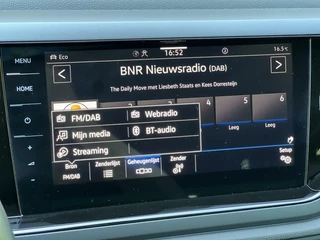 MENU
HOME
Eco
16:52
16.5°
BNR Nieuwsradio (DAB)
The Daily Move met Liesbeth Staats en Kees Dorresteijn
4 5 6
Leeg Leeg
FM/DAB Webradio
Mijn media BT-audio
Streaming
Bron
FM/DAB
Zenderlijst
Geheugenlijst
Zender
Setup